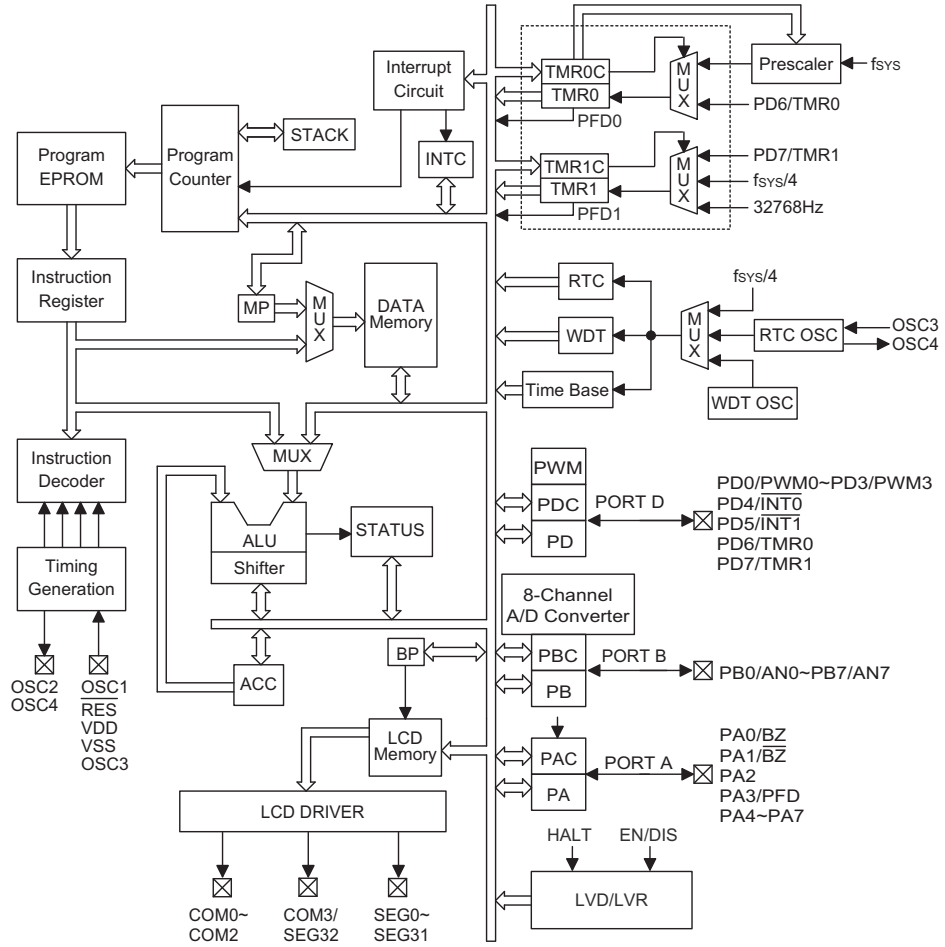 Interrupt
Circuit
STACK
INTC
Program
EPROM
Program
Counter
Instruction
Register
MP
MUX
DATA
Memory
Instruction
Decoder
MUX
ALU
Shifter
STATUS
Timing
Generation
OSC2
OSC4
OSC1
RES
VDD
VSS
OSC3
ACC
BP
LCD
Memory
LCD DRIVER
COM0~
COM2
COM3/
SEG32
SEG0~
SEG31
TMR0C
TMR0
PFD0
MUX
Prescaler
fSYS
PD6/TMR0
TMR1C
TMR1
PFD1
MUX
PD7/TMR1
fSYS/4
32768Hz
RTC
WDT
Time Base
MUX
fSYS/4
RTC OSC
OSC3
OSC4
WDT OSC
PWM
PDC
PD
PORT D
PD0/PWM0~PD3/PWM3
PD4/INT0
PD5/INT1
PD6/TMR0
PD7/TMR1
8-Channel
A/D Converter
PBC
PB
PORT B
PB0/AN0~PB7/AN7
PAC
PA
PORT A
PA0/BZ
PA1/BZ
PA2
PA3/PFD
PA4~PA7
HALT
EN/DIS
LVD/LVR